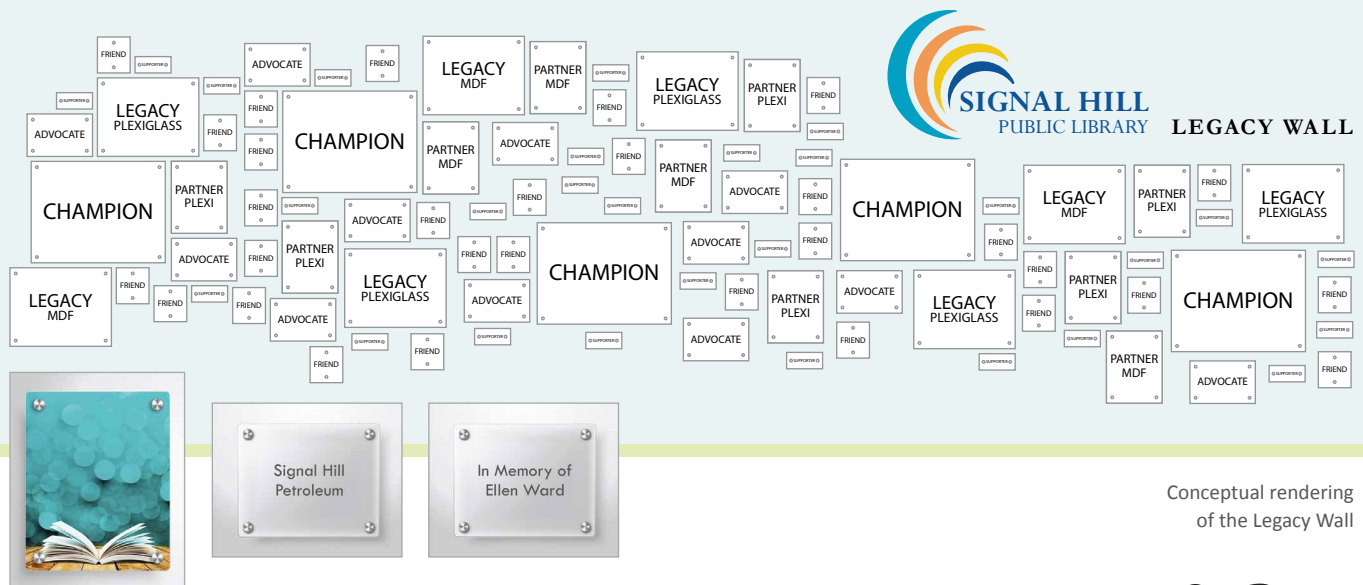 FRIEND
SUPPORTER
ADVOCATE
SUPPORTER
FRIEND
LEGACY
MDF
PARTNER
MDF
SUPPORTER
LEGACY
PLEXIGLASS
PARTNER
PLEXI
FRIEND
SUPPORTER
SUPPORTER
LEGACY
PLEXIGLASS
FRIEND
FRIEND
SIGNAL HILL
PUBLIC LIBRARY
LEGACY WALL
ADVOCATE
FRIEND
FRIEND
CHAMPION
PARTNER
MDF
ADVOCATE
SUPPORTER
FRIEND
PARTNER
MDF
SUPPORTER
SUPPORTER
SUPPORTER
CHAMPION
PARTNER
PLEXI
FRIEND
SUPPORTER
ADVOCATE
FRIEND
SUPPORTER
FRIEND
SUPPORTER
SUPPORTER
ADVOCATE
FRIEND
CHAMPION
SUPPORTER
LEGACY
MDF
PARTNER
PLEXI
FRIEND
SUPPORTER
LEGACY
PLEXIGLASS
ADVOCATE
FRIEND
PARTNER
PLEXI
LEGACY
PLEXIGLASS
FRIEND
FRIEND
CHAMPION
ADVOCATE
SUPPORTER
FRIEND
FRIEND
FRIEND
PARTNER
PLEXI
SUPPORTER
CHAMPION
SUPPORTER
LEGACY
MDF
FRIEND
FRIEND
SUPPORTER
FRIEND
ADVOCATE
ADVOCATE
SUPPORTER
FRIEND
PARTNER
PLEXI
ADVOCATE
LEGACY
PLEXIGLASS
FRIEND
FRIEND
FRIEND
FRIEND
SUPPORTER
FRIEND
SUPPORTER
SUPPORTER
ADVOCATE
SUPPORTER
FRIEND
SUPPORTER
SUPPORTER
PARTNER
MDF
ADVOCATE
SUPPORTER
SUPPORTER
FRIEND
Signal Hill
Petroleum
In Memory of
Ellen Ward
Conceptual rendering
of the Legacy Wall